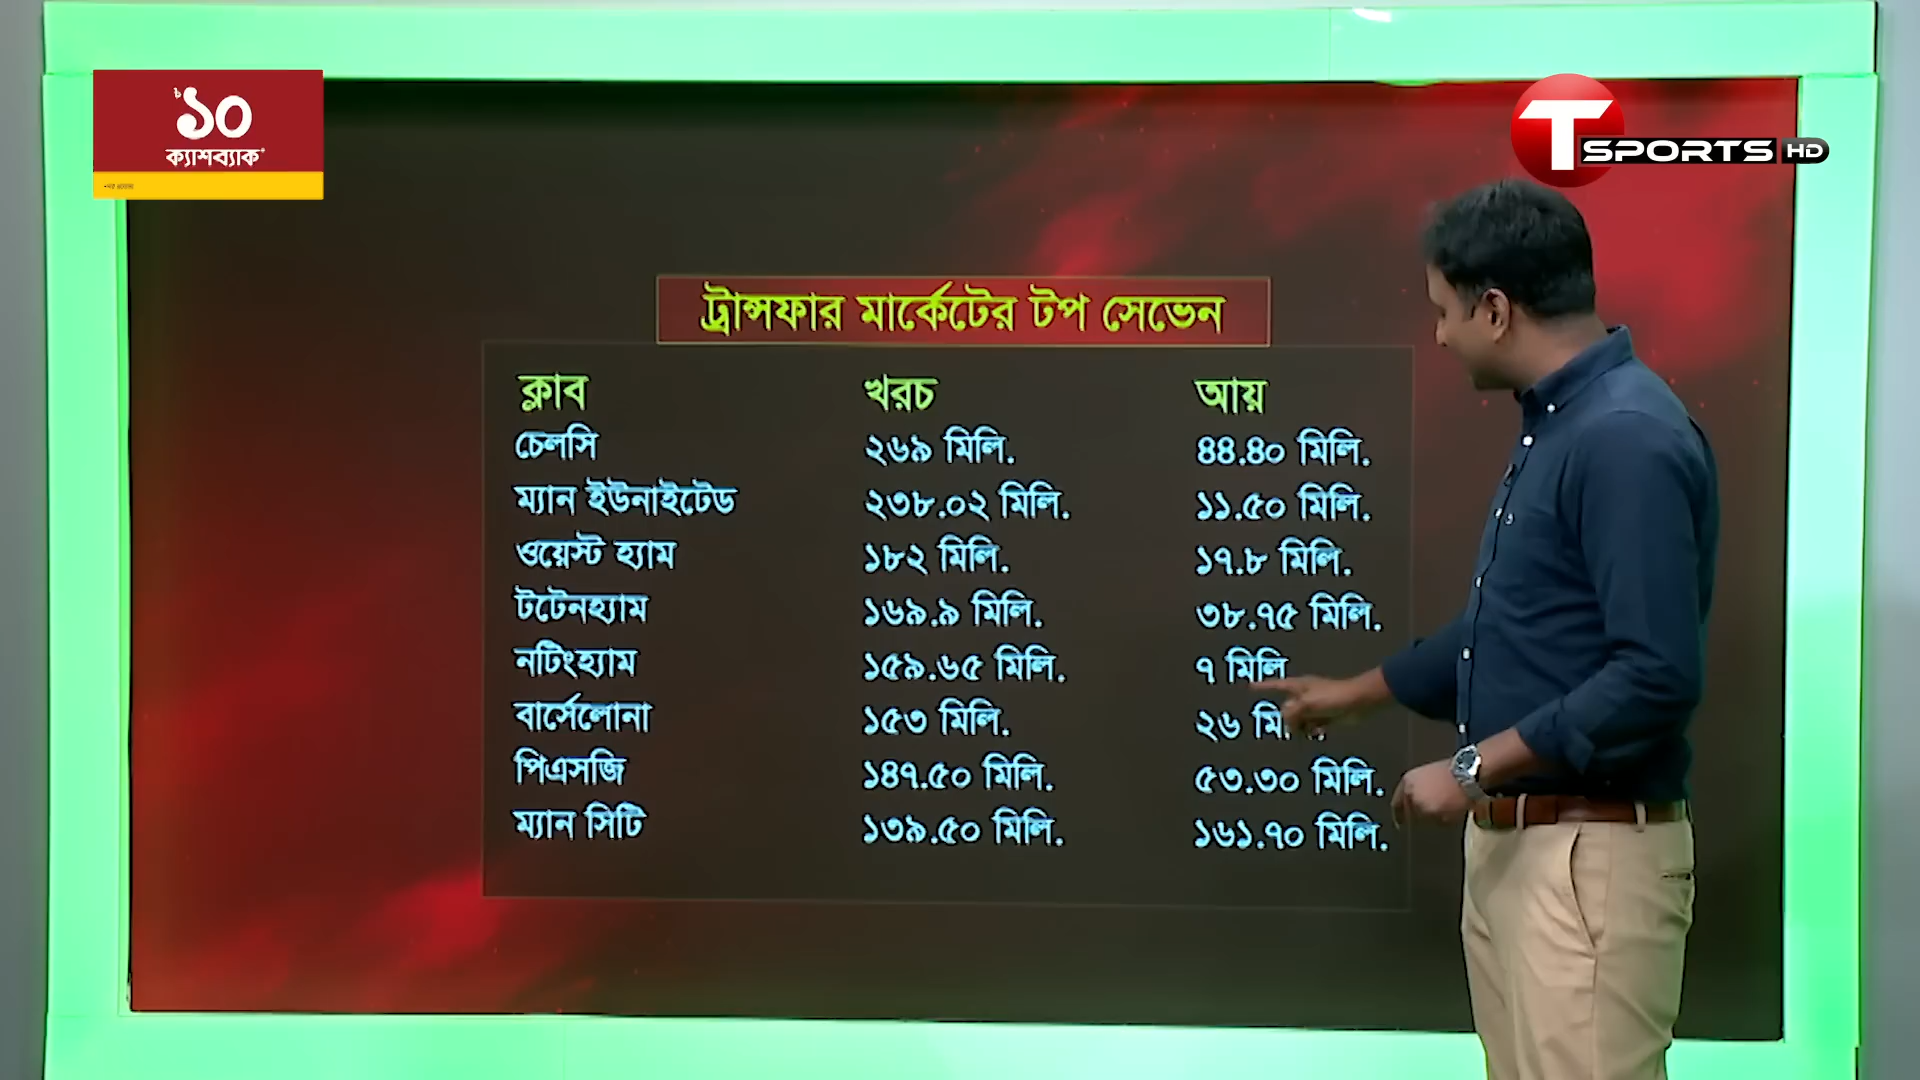 ৳১০
ক্যাশব্যাক*
T SPORTS HD
ট্রান্সফার মার্কেটের টপ সেভেন
ক্লাব খরচ আয়
চেলসি ২৬৯ মিলি. ৪৪.৪০ মিলি.
ম্যান ইউনাইটেড ২৩৮.০২ মিলি. ১১.৫০ মিলি.
ওয়েস্ট হ্যাম ১৮২ মিলি. ১৭.৮ মিলি.
টটেনহ্যাম ১৬৯.৯ মিলি. ৩৮.৭৫ মিলি.
নটিংহ্যাম ১৫৯.৬৫ মিলি. ৭ মিলি
বার্সেলোনা ১৫৩ মিলি. ২৬ মি
পিএসজি ১৪৭.৫০ মিলি. ৫৩.৩০ মিলি.
ম্যান সিটি ১৩৯.৫০ মিলি. ১৬১.৭০ মিলি.